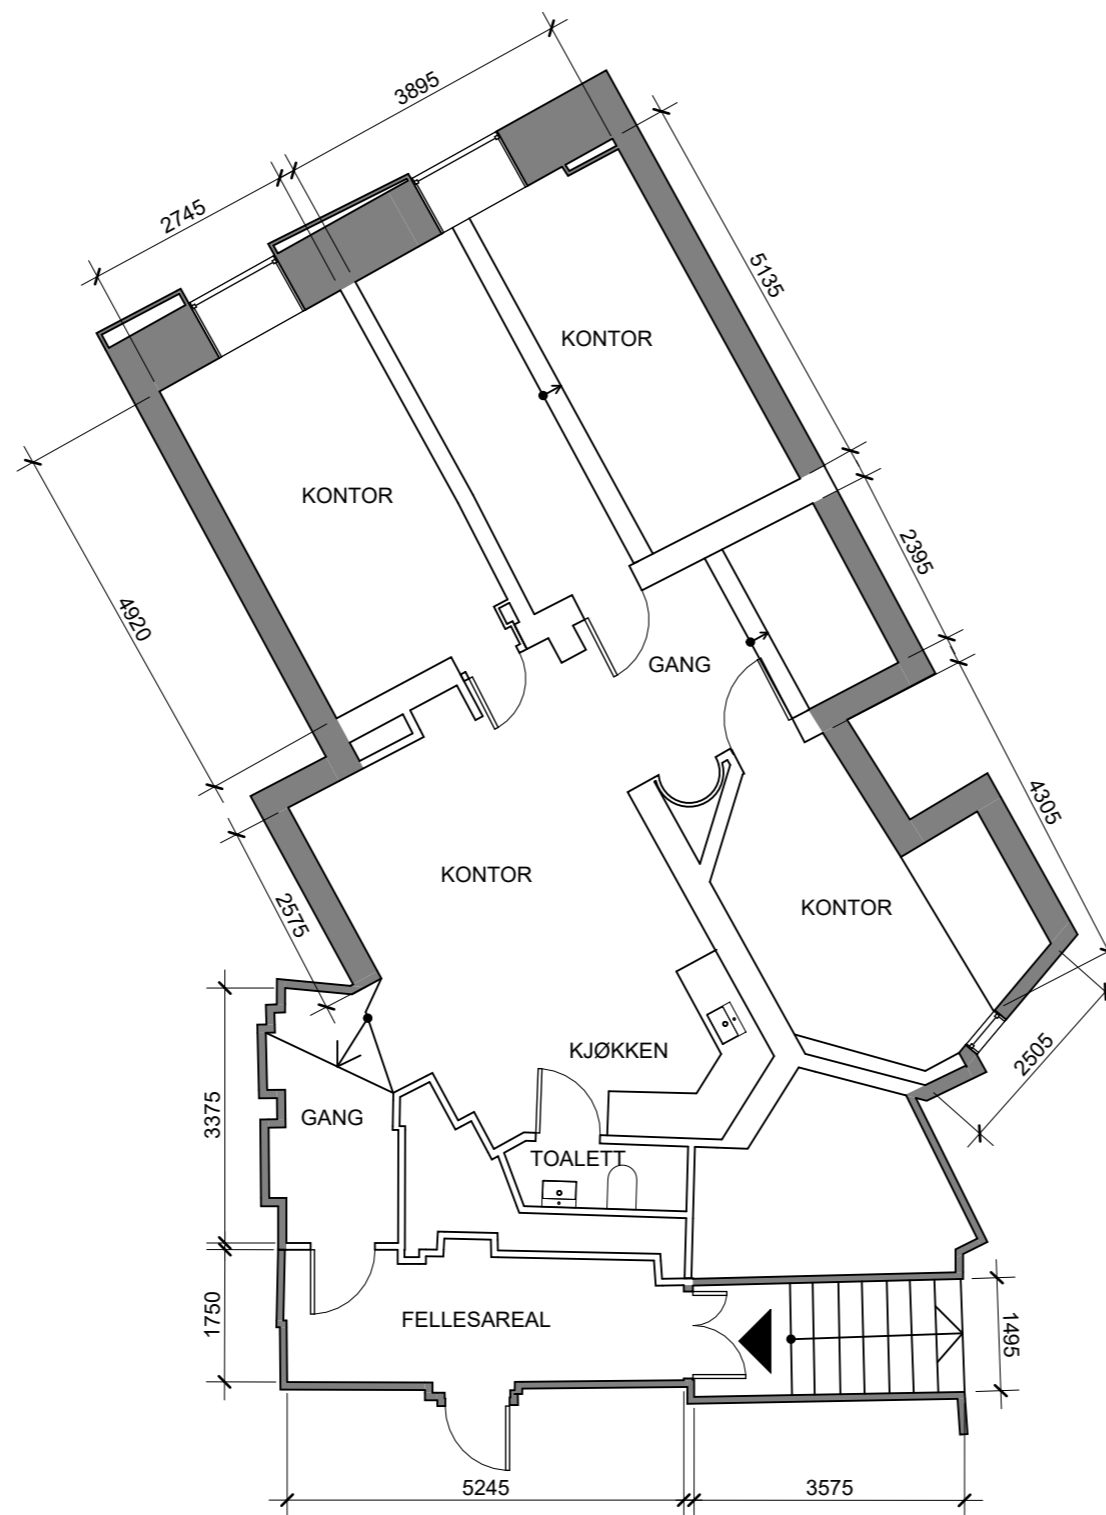 3895
2745
5135
KONTOR
KONTOR
2395
4920
GANG
4305
KONTOR
KONTOR
2575
2505
KJØKKEN
3375
GANG
TOALETT
1750
FELLESAREAL
1495
5245
3575